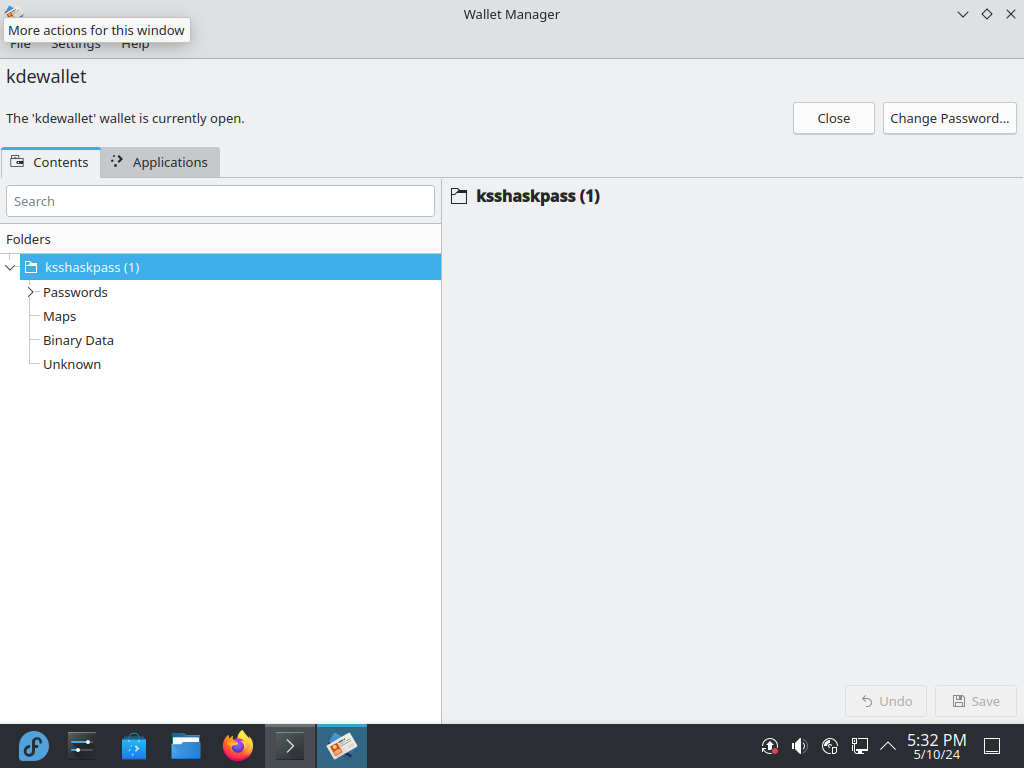 Wallet Manager
More actions for this window
File Settings Help
kdewallet
The 'kdewallet' wallet is currently open.
Close
Change Password...
Contents
Applications
Search
ksshaskpass (1)
Folders
ksshaskpass (1)
Passwords
Maps
Binary Data
Unknown
Undo
Save
5:32 PM
5/10/24